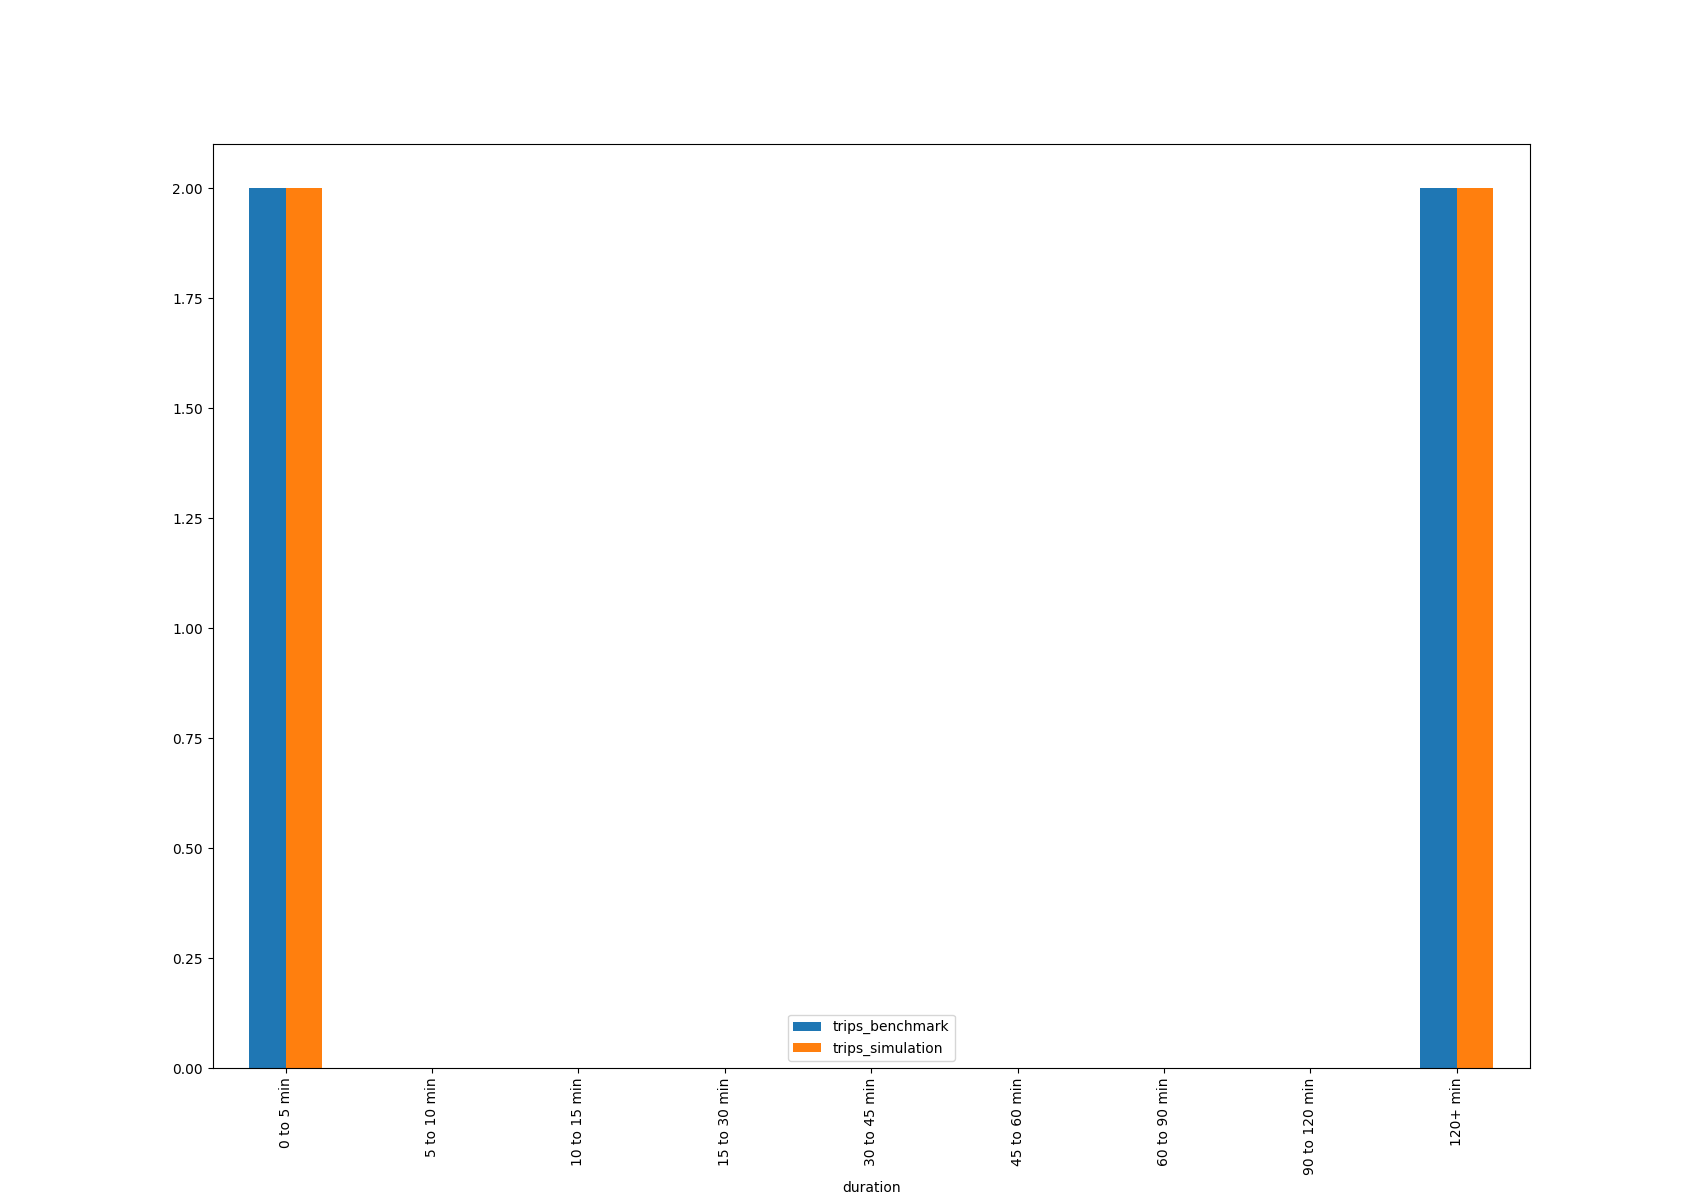 2.00
1.75
1.50
1.25
1.00
0.75
0.50
0.25
0.00
trips_benchmark
trips_simulation
0 to 5 min
5 to 10 min
10 to 15 min
15 to 30 min
30 to 45 min
45 to 60 min
60 to 90 min
90 to 120 min
120+ min
duration